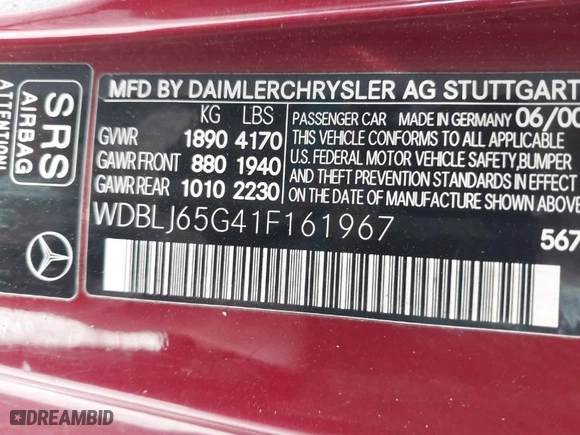 SRS
AIRBAG
ATTENTION!
MFD BY DAIMLERCHRYSLER AG STUTTGART
KG LBS
GVWR 1890 4170
GAWR FRONT 880 1940
GAWR REAR 1010 2230
PASSENGER CAR MADE IN GERMANY 06/00
THIS VEHICLE CONFORMS TO ALL APPLICABLE
U.S. FEDERAL MOTOR VEHICLE SAFETY, BUMPER
AND THEFT PREVENTION STANDARDS IN EFFECT
ON THE DATE OF MANUFACTURE SHOWN ABOVE
WDBLJ65G41F161967
567
DREAMBID